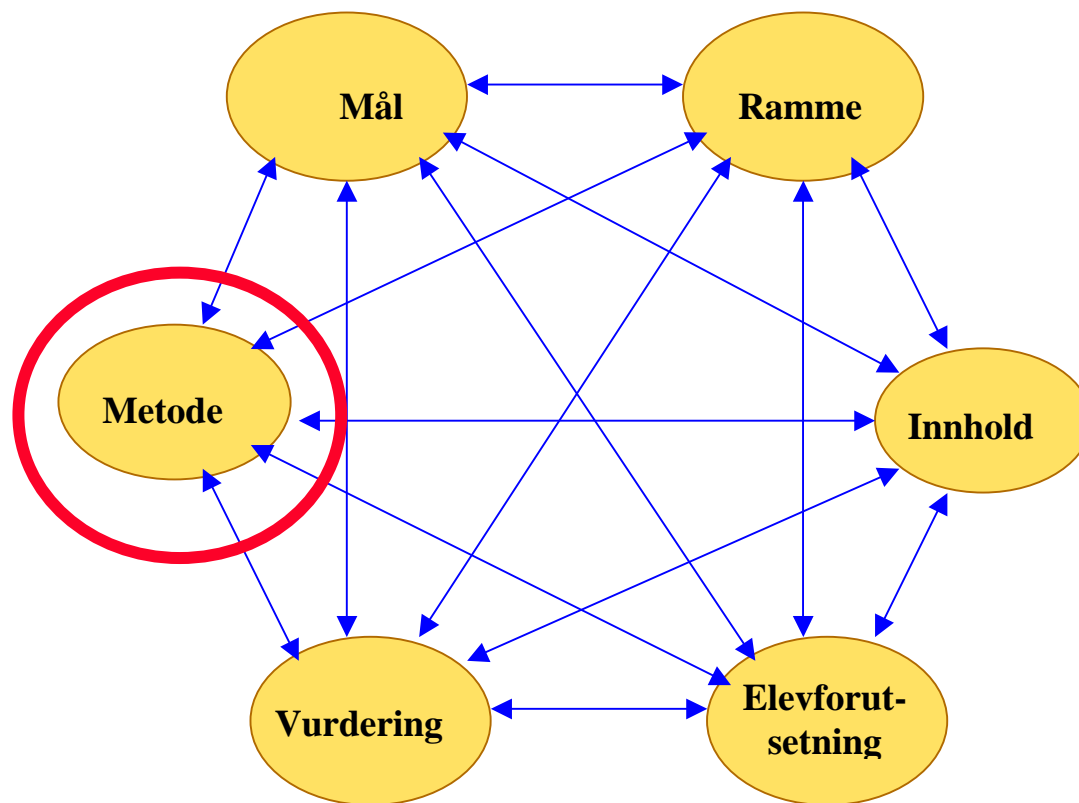 Mål
Ramme
Metode
Innhold
Vurdering
Elevforut-
setning